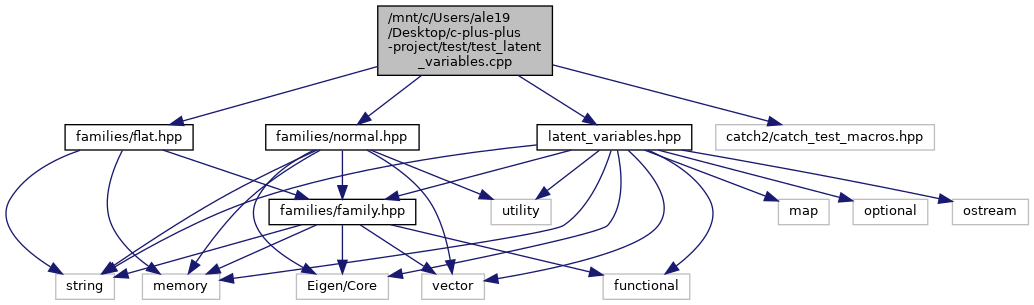 /mnt/c/Users/ale19
/Desktop/c-plus-plus
-project/test/test_latent
_variables.cpp
families/flat.hpp
families/normal.hpp
latent_variables.hpp
catch2/catch_test_macros.hpp
families/family.hpp
utility
map
optional
ostream
string
memory
Eigen/Core
vector
functional